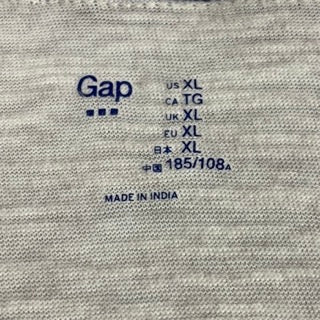 Gap
US XL
CA TG
UK XL
EU XL
日本 XL
中国 185/108A
MADE IN INDIA